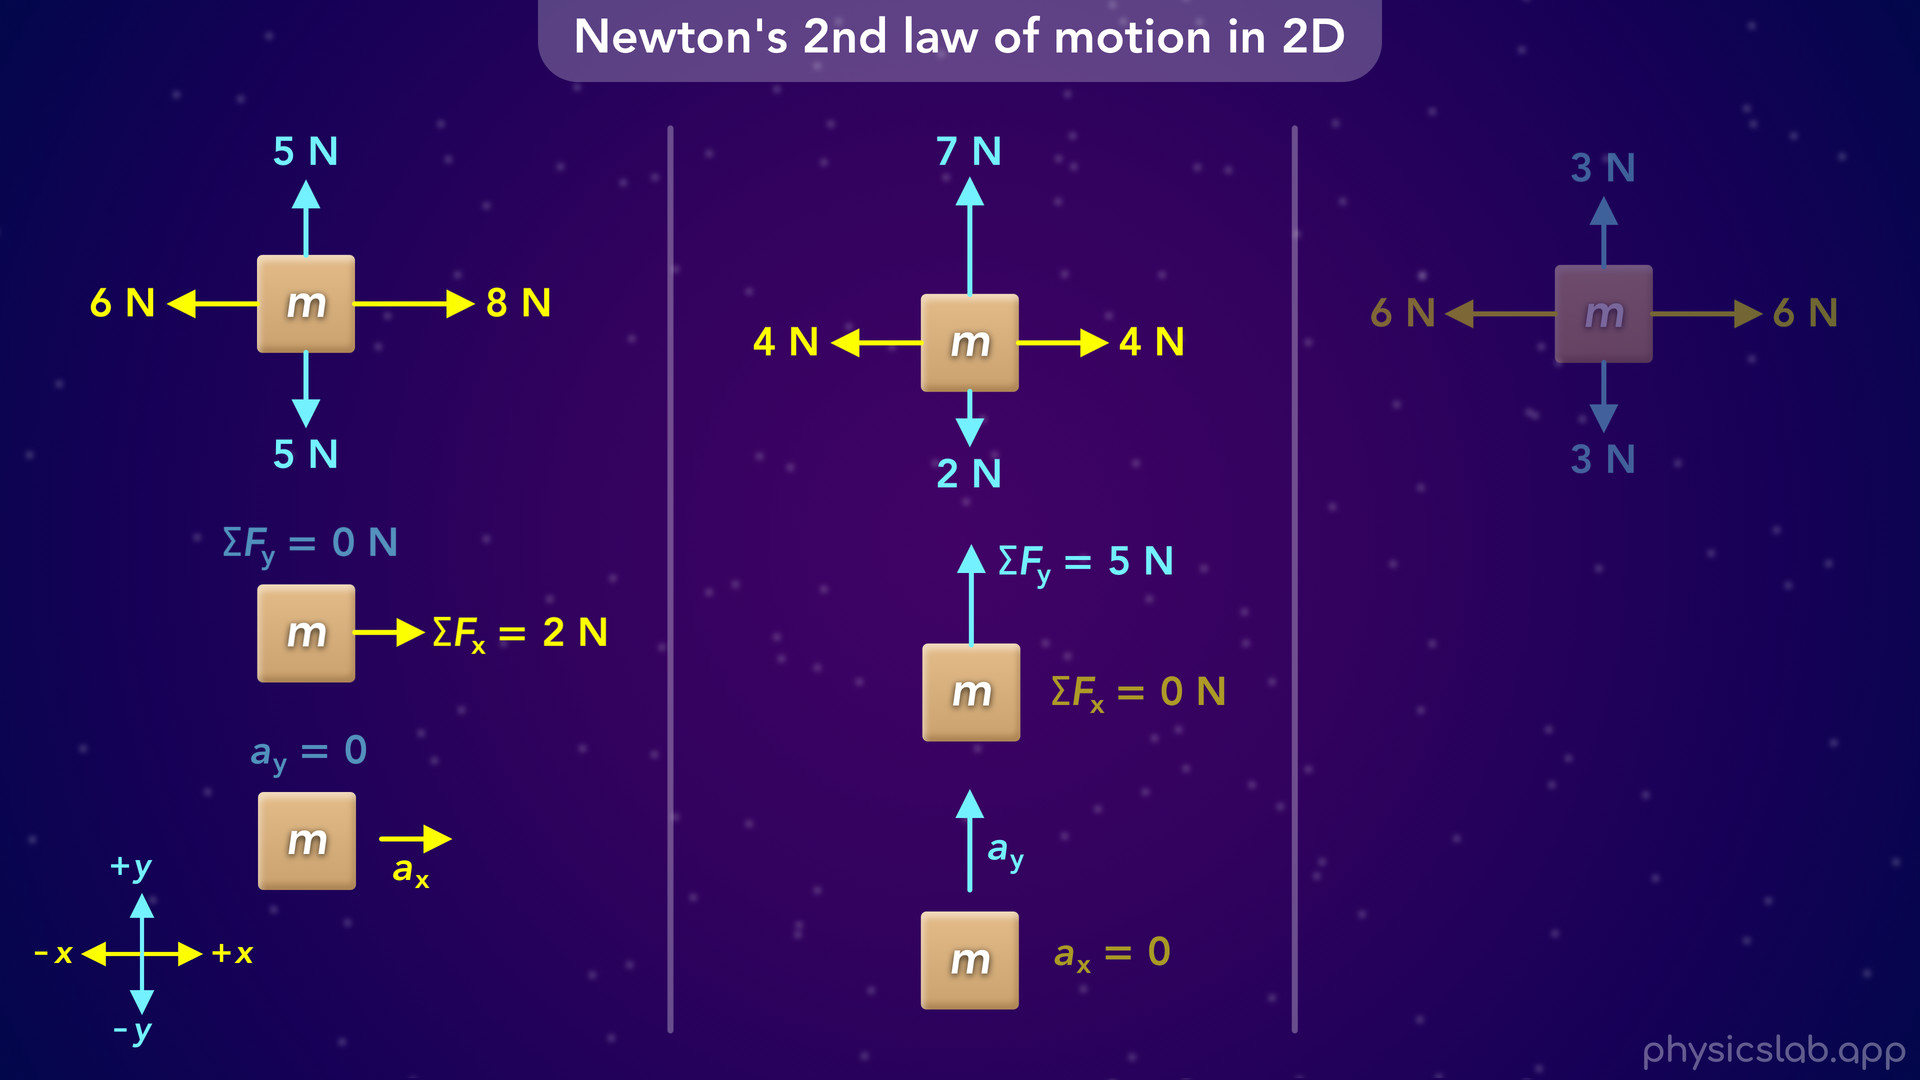 Newton's 2nd law of motion in 2D
5 N
6 N
m
8 N
5 N
ΣFy = 0 N
m
ΣFx = 2 N
ay = 0
m
ax
+y
-x
+x
-y
7 N
4 N
m
4 N
2 N
ΣFy = 5 N
m
ΣFx = 0 N
ay
m
ax = 0
3 N
6 N
m
6 N
3 N
physicslab.app